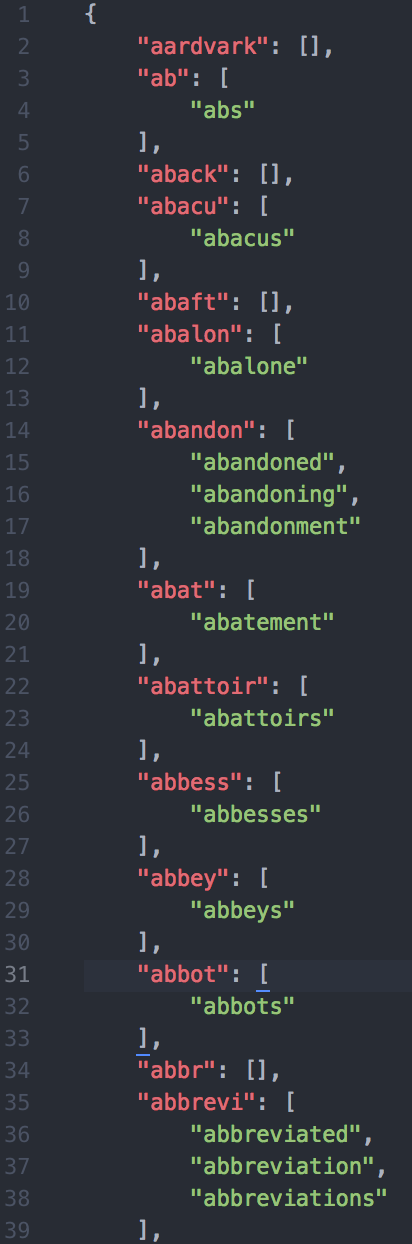 1 {
2 "aardvark": [],
3 "ab": [
4 "abs"
5 ],
6 "aback": [],
7 "abacu": [
8 "abacus"
9 ],
10 "abaft": [],
11 "abalon": [
12 "abalone"
13 ],
14 "abandon": [
15 "abandoned",
16 "abandoning",
17 "abandonment"
18 ],
19 "abat": [
20 "abatement"
21 ],
22 "abattoir": [
23 "abattoirs"
24 ],
25 "abbess": [
26 "abbesses"
27 ],
28 "abbey": [
29 "abbeys"
30 ],
31 "abbot": [
32 "abbots"
33 ],
34 "abbr": [],
35 "abbrevi": [
36 "abbreviated",
37 "abbreviation",
38 "abbreviations"
39 ],